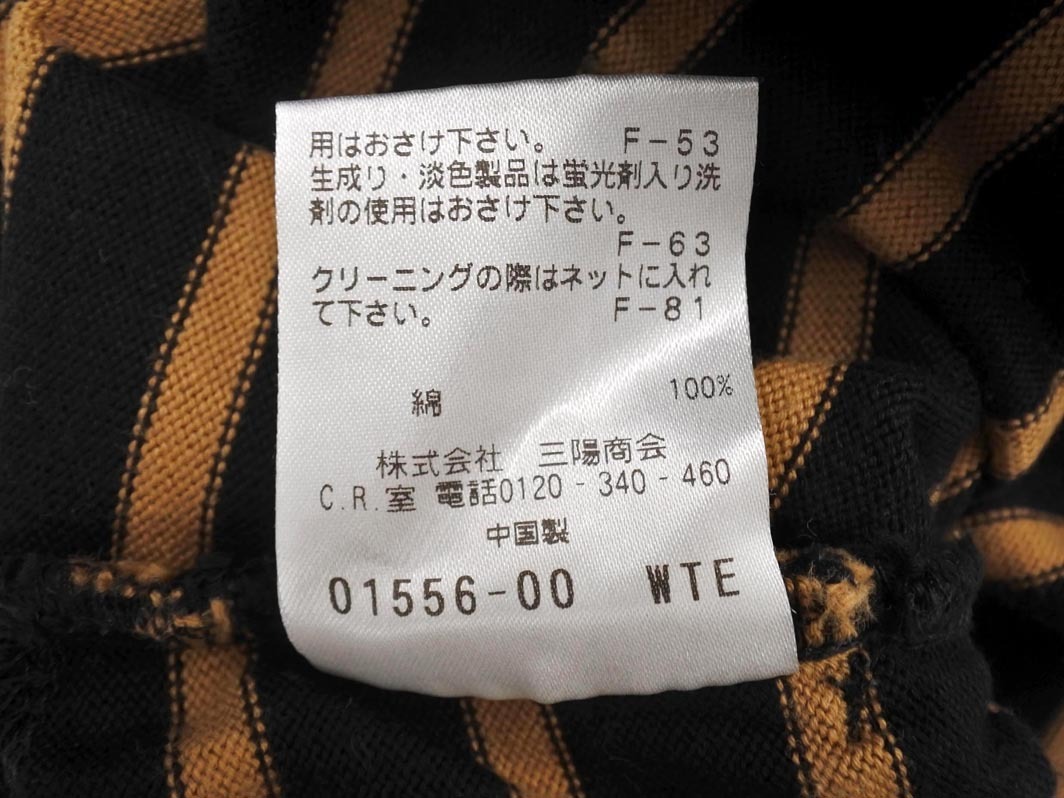 用はおさけ下さい。 F-53
生成り・淡色製品は蛍光剤入り洗
剤の使用はおさけ下さい。
F-63
クリーニングの際はネットに入れ
て下さい。 F-81
綿 100%
株式会社 三陽商会
C.R.室 電話0120-340-460
中国製
01556-00 WTE